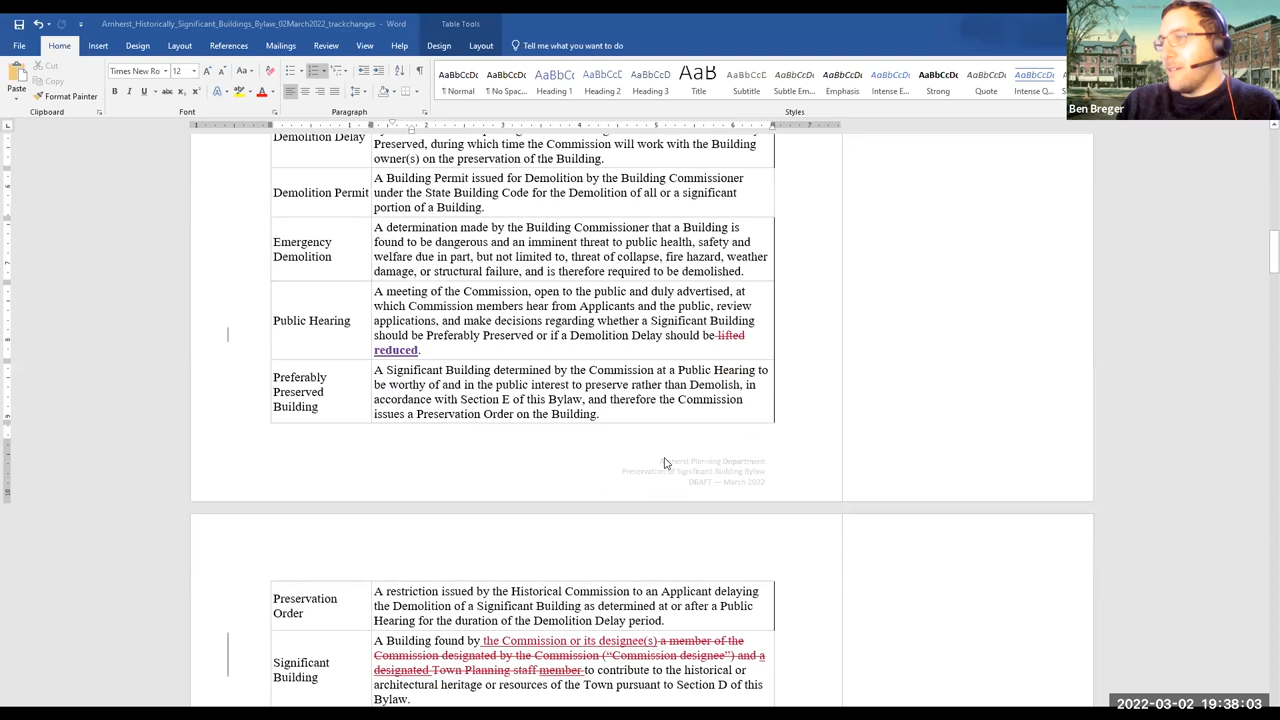 Amherst_Historically_Significant_Buildings_Bylaw_02March2022_trackchanges - Word
Table Tools
File Home Insert Design Layout References Mailings Review View Help Design Layout Tell me what you want to do
Paste
Cut
Copy
Format Painter
Clipboard
Times New Ro 12
Font
Paragraph
AaBbCcDc AaBbCcDc AaBbCc AaBbCcC AaBbCcD AaB AaBbCcD AaBbCcDc AaBbCcDc AaBbCcDc AaBbCcDc AaBbCcDc AaBbCcDc
¶ Normal ¶ No Spac... Heading 1 Heading 2 Heading 3 Title Subtitle Subtle Em... Emphasis Intense E... Strong Quote Intense Q...
Styles
Ben Breger
Demolition Delay
Preserved, during which time the Commission will work with the Building
owner(s) on the preservation of the Building.
Demolition Permit
A Building Permit issued for Demolition by the Building Commissioner
under the State Building Code for the Demolition of all or a significant
portion of a Building.
Emergency
Demolition
A determination made by the Building Commissioner that a Building is
found to be dangerous and an imminent threat to public health, safety and
welfare due in part, but not limited to, threat of collapse, fire hazard, weather
damage, or structural failure, and is therefore required to be demolished.
Public Hearing
A meeting of the Commission, open to the public and duly advertised, at
which Commission members hear from Applicants and the public, review
applications, and make decisions regarding whether a Significant Building
should be Preferably Preserved or if a Demolition Delay should be lifted
reduced.
Preferably
Preserved
Building
A Significant Building determined by the Commission at a Public Hearing to
be worthy of and in the public interest to preserve rather than Demolish, in
accordance with Section E of this Bylaw, and therefore the Commission
issues a Preservation Order on the Building.
Amherst Planning Department
Preservation of Significant Building Bylaw
DRAFT — March 2022
Preservation
Order
A restriction issued by the Historical Commission to an Applicant delaying
the Demolition of a Significant Building as determined at or after a Public
Hearing for the duration of the Demolition Delay period.
Significant
Building
A Building found by the Commission or its designee(s) a member of the
Commission designated by the Commission (“Commission designee”) and a
designated Town Planning staff member to contribute to the historical or
architectural heritage or resources of the Town pursuant to Section D of this
Bylaw.
2022-03-02 19:38:03